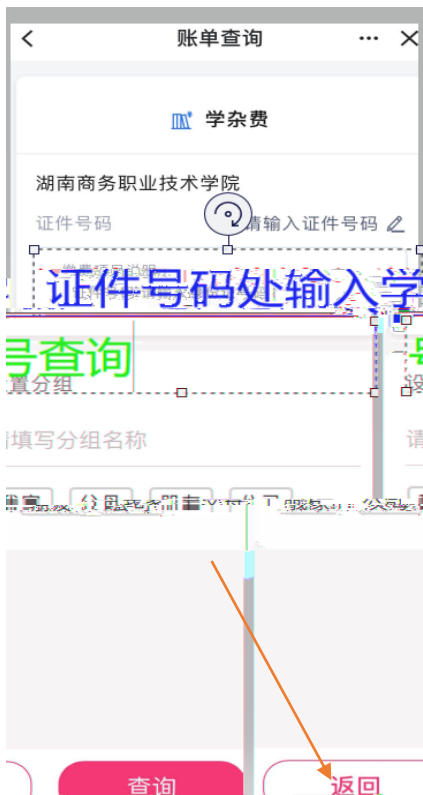 账单查询
学杂费
湖南商务职业技术学院
证件号码
请输入证件号码
证件号码处输入学
号查询
置分组
设
填写分组名称
请
查询
返回